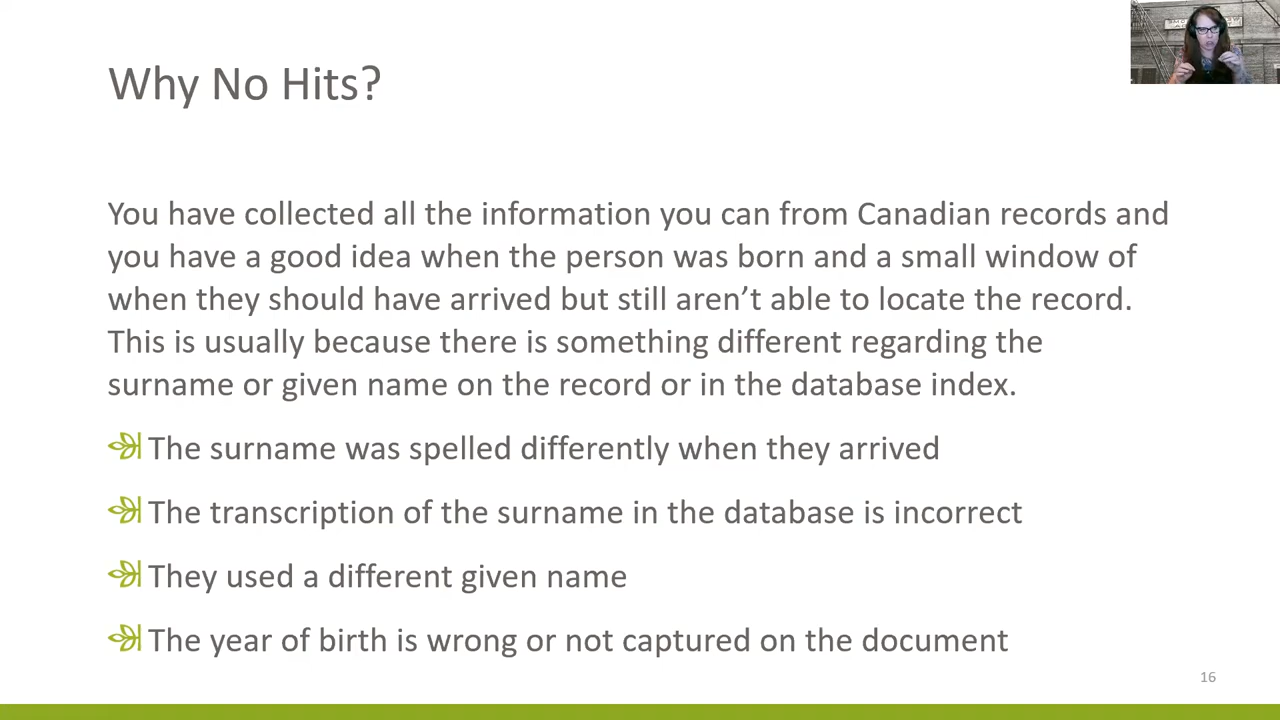 Why No Hits?
You have collected all the information you can from Canadian records and
you have a good idea when the person was born and a small window of
when they should have arrived but still aren’t able to locate the record.
This is usually because there is something different regarding the
surname or given name on the record or in the database index.
The surname was spelled differently when they arrived
The transcription of the surname in the database is incorrect
They used a different given name
The year of birth is wrong or not captured on the document
16